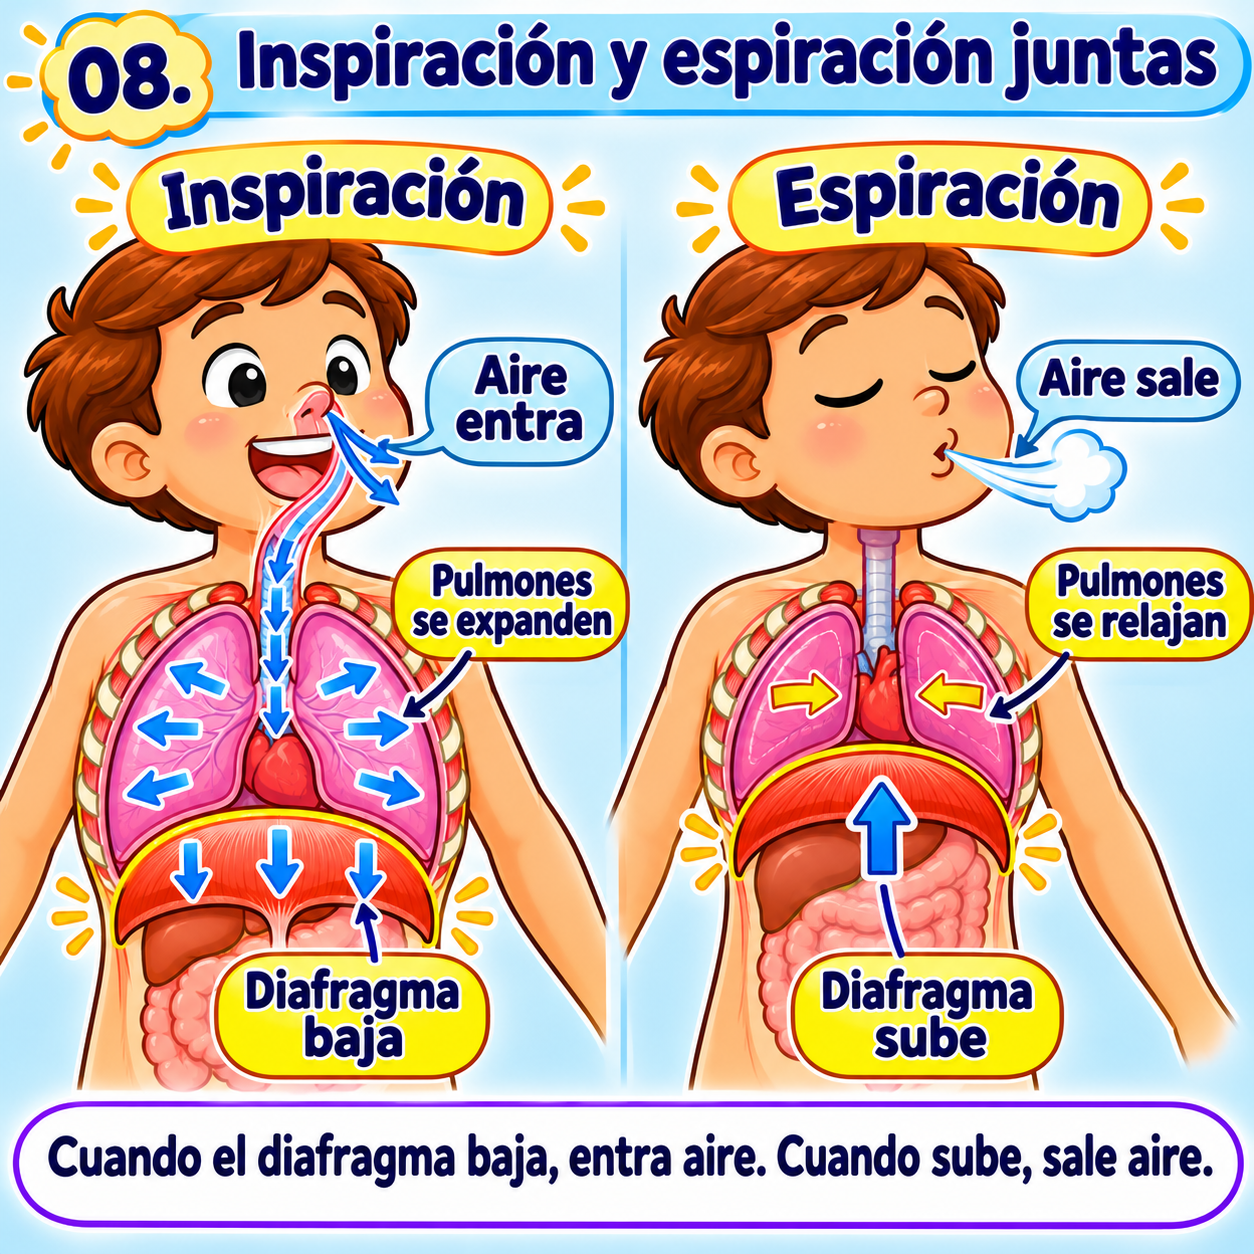 08.
Inspiración y espiración juntas
Inspiración
Espiración
Aire
entra
Aire sale
Pulmones
se expanden
Pulmones
se relajan
Diafragma
baja
Diafragma
sube
Cuando el diafragma baja, entra aire. Cuando sube, sale aire.